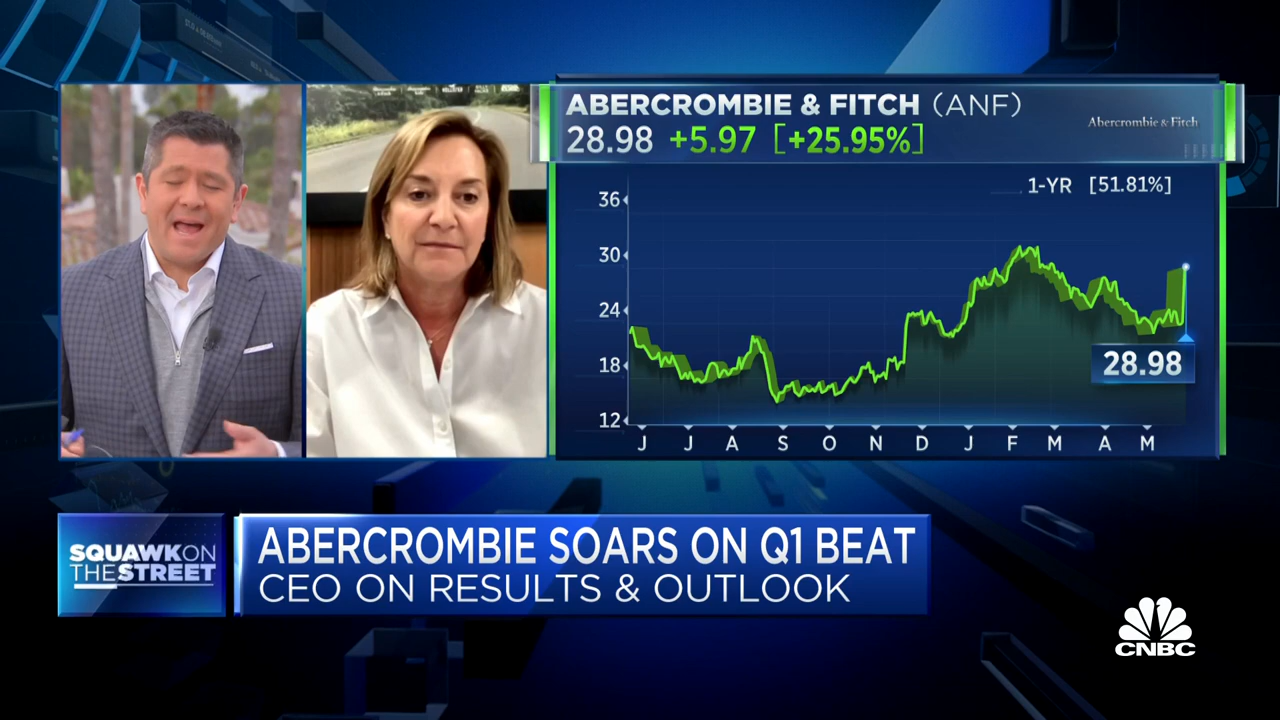 ABERCROMBIE & FITCH (ANF)
28.98 +5.97 [+25.95%]
Abercrombie & Fitch
1-YR [51.81%]
36
30
24
18
12
28.98
J J A S O N D J F M A M
SQUAWK ON
THE STREET
ABERCROMBIE SOARS ON Q1 BEAT
CEO ON RESULTS & OUTLOOK
CNBC